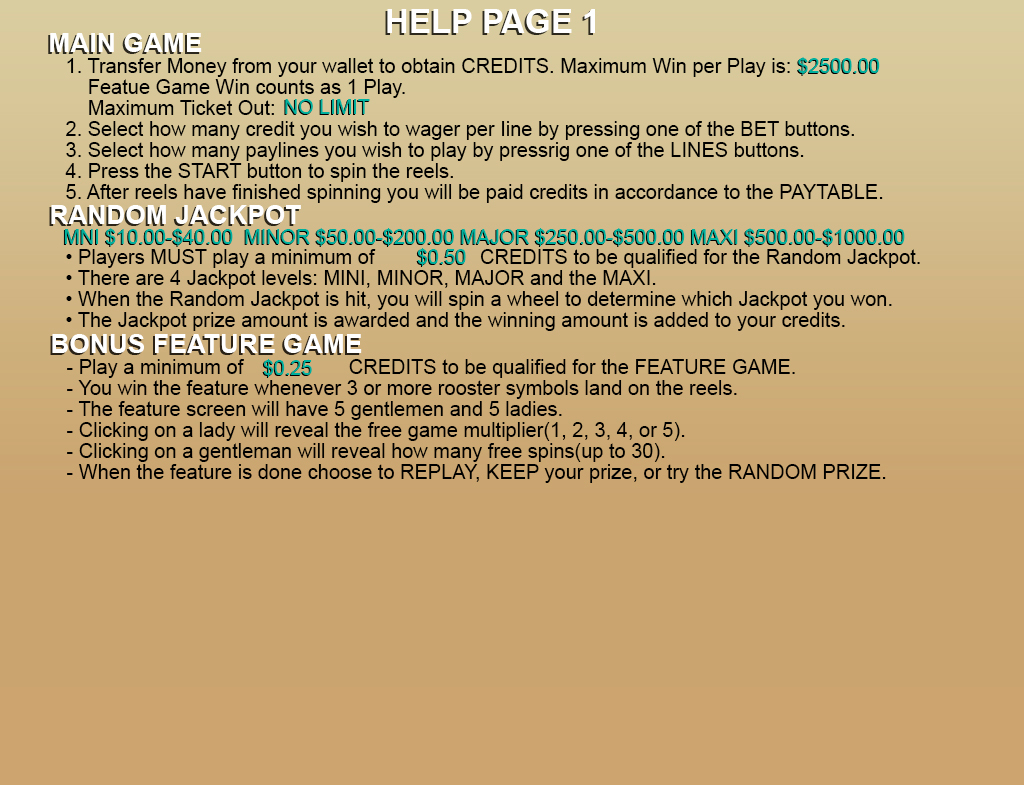 HELP PAGE 1
MAIN GAME
1. Transfer Money from your wallet to obtain CREDITS. Maximum Win per Play is: $2500.00
Featue Game Win counts as 1 Play.
Maximum Ticket Out: NO LIMIT
2. Select how many credit you wish to wager per line by pressing one of the BET buttons.
3. Select how many paylines you wish to play by pressrig one of the LINES buttons.
4. Press the START button to spin the reels.
5. After reels have finished spinning you will be paid credits in accordance to the PAYTABLE.
RANDOM JACKPOT
MNI $10.00-$40.00 MINOR $50.00-$200.00 MAJOR $250.00-$500.00 MAXI $500.00-$1000.00
• Players MUST play a minimum of $0.50 CREDITS to be qualified for the Random Jackpot.
• There are 4 Jackpot levels: MINI, MINOR, MAJOR and the MAXI.
• When the Random Jackpot is hit, you will spin a wheel to determine which Jackpot you won.
• The Jackpot prize amount is awarded and the winning amount is added to your credits.
BONUS FEATURE GAME
- Play a minimum of $0.25 CREDITS to be qualified for the FEATURE GAME.
- You win the feature whenever 3 or more rooster symbols land on the reels.
- The feature screen will have 5 gentlemen and 5 ladies.
- Clicking on a lady will reveal the free game multiplier(1, 2, 3, 4, or 5).
- Clicking on a gentleman will reveal how many free spins(up to 30).
- When the feature is done choose to REPLAY, KEEP your prize, or try the RANDOM PRIZE.